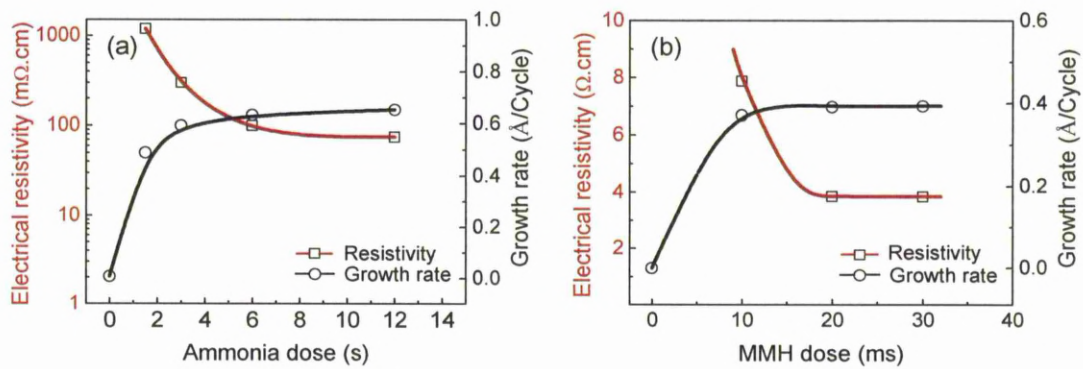 (a)
Electrical resistivity (mΩ.cm)
1000
100
10
1
Growth rate (Å/Cycle)
1.0
0.8
0.6
0.4
0.2
0.0
Resistivity
Growth rate
0 2 4 6 8 10 12 14
Ammonia dose (s)
(b)
Electrical resistivity (Ω.cm)
10
8
6
4
2
Growth rate (Å/Cycle)
0.6
0.4
0.2
0.0
Resistivity
Growth rate
0 10 20 30 40
MMH dose (ms)